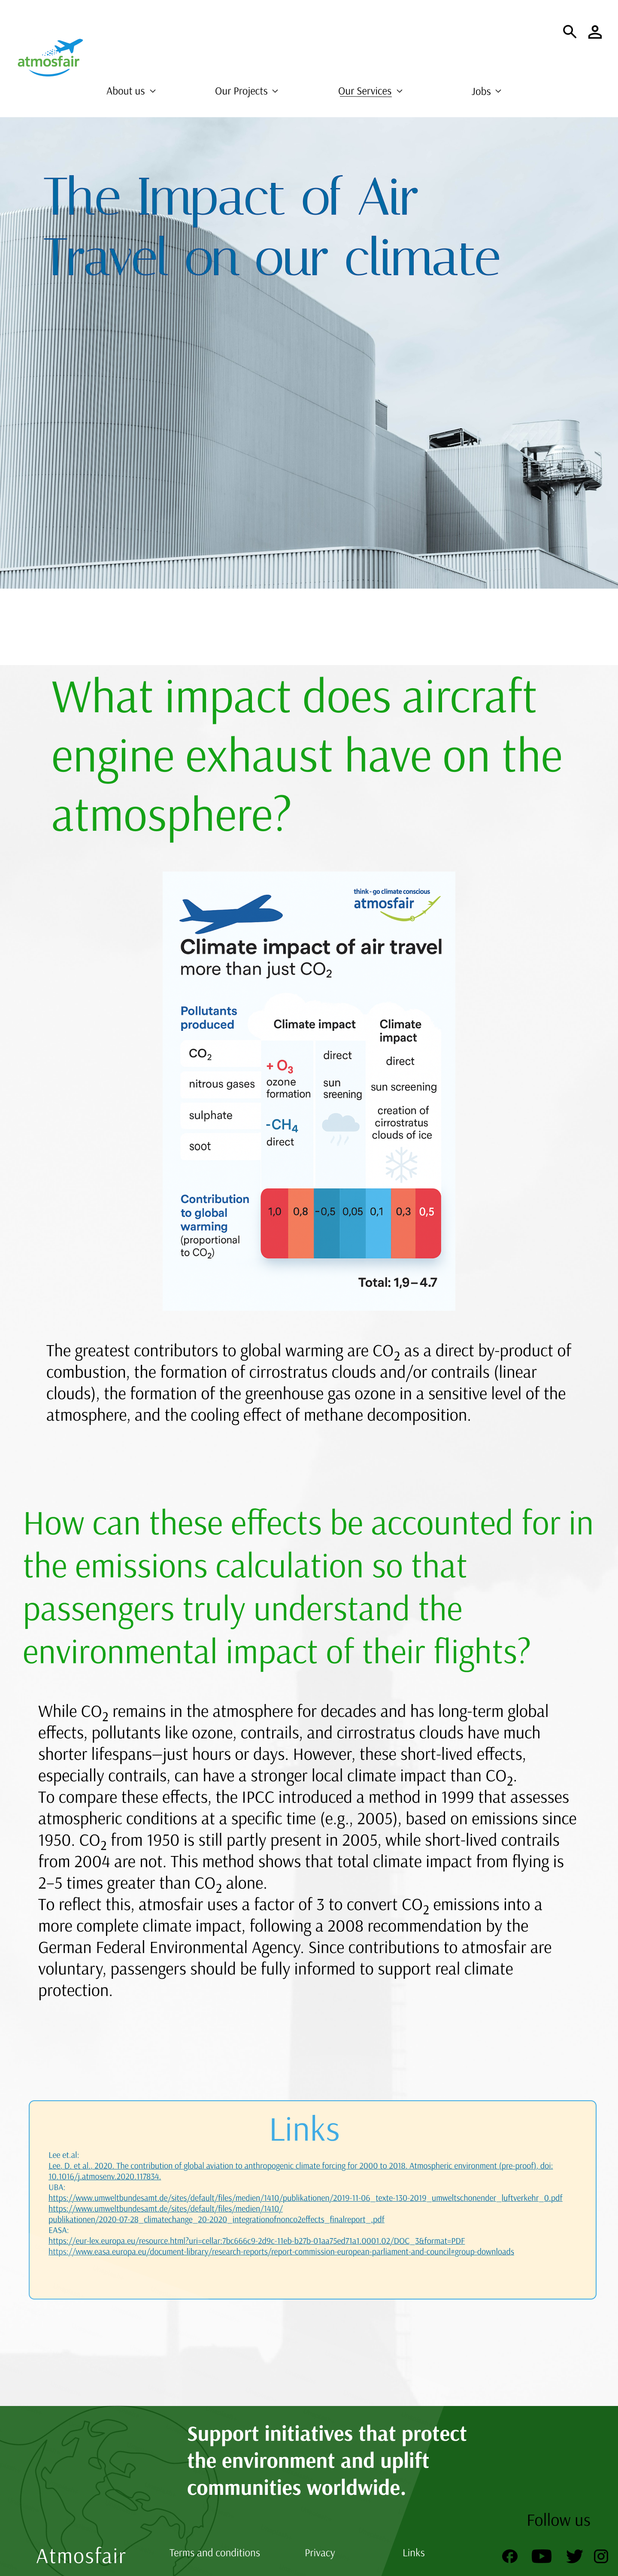 atmosfair
About us
Our Projects
Our Services
Jobs
The Impact of Air
Travel on our climate
What impact does aircraft
engine exhaust have on the
atmosphere?
think · go climate conscious
atmosfair
Climate impact of air travel
more than just CO₂
Pollutants
produced
Climate impact
Climate
impact
CO₂
nitrous gases
sulphate
soot
+ O₃
ozone
formation
-CH₄
direct
direct
sun
sreening
direct
sun screening
creation of
cirrostratus
clouds of ice
Contribution
to global
warming
(proportional
to CO₂)
1,0 0,8 -0,5 0,05 0,1 0,3 0,5
Total: 1,9–4.7
The greatest contributors to global warming are CO₂ as a direct by-product of
combustion, the formation of cirrostratus clouds and/or contrails (linear
clouds), the formation of the greenhouse gas ozone in a sensitive level of the
atmosphere, and the cooling effect of methane decomposition.
How can these effects be accounted for in
the emissions calculation so that
passengers truly understand the
environmental impact of their flights?
While CO₂ remains in the atmosphere for decades and has long-term global
effects, pollutants like ozone, contrails, and cirrostratus clouds have much
shorter lifespans—just hours or days. However, these short-lived effects,
especially contrails, can have a stronger local climate impact than CO₂.
To compare these effects, the IPCC introduced a method in 1999 that assesses
atmospheric conditions at a specific time (e.g., 2005), based on emissions since
1950. CO₂ from 1950 is still partly present in 2005, while short-lived contrails
from 2004 are not. This method shows that total climate impact from flying is
2–5 times greater than CO₂ alone.
To reflect this, atmosfair uses a factor of 3 to convert CO₂ emissions into a
more complete climate impact, following a 2008 recommendation by the
German Federal Environmental Agency. Since contributions to atmosfair are
voluntary, passengers should be fully informed to support real climate
protection.
Links
Lee et.al:
Lee, D. et al., 2020, The contribution of global aviation to anthropogenic climate forcing for 2000 to 2018. Atmospheric environment (pre-proof), doi:
10.1016/j.atmosenv.2020.117834.
UBA:
https://www.umweltbundesamt.de/sites/default/files/medien/1410/publikationen/2019-11-06_texte-130-2019_umweltschonender_luftverkehr_0.pdf
https://www.umweltbundesamt.de/sites/default/files/medien/1410/
publikationen/2020-07-28_climatechange_20-2020_integrationofnonco2effects_finalreport_.pdf
EASA:
https://eur-lex.europa.eu/resource.html?uri=cellar:7bc666c9-2d9c-11eb-b27b-01aa75ed71a1.0001.02/DOC_3&format=PDF
https://www.easa.europa.eu/document-library/research-reports/report-commission-european-parliament-and-council#group-downloads
Support initiatives that protect
the environment and uplift
communities worldwide.
Follow us
Atmosfair
Terms and conditions
Privacy
Links